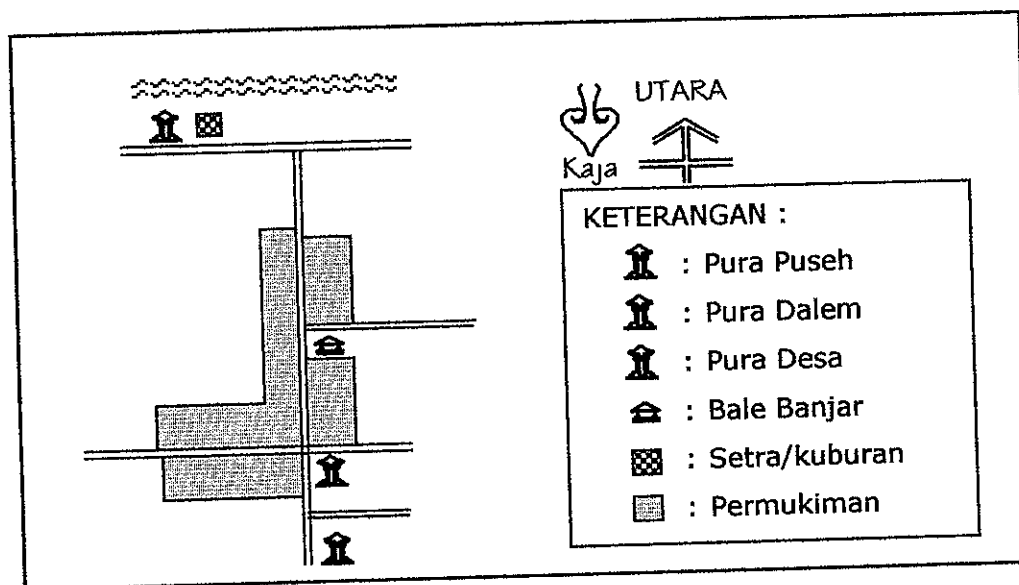 UTARA
Kaja
KETERANGAN :
: Pura Puseh
: Pura Dalem
: Pura Desa
: Bale Banjar
: Setra/kuburan
: Permukiman